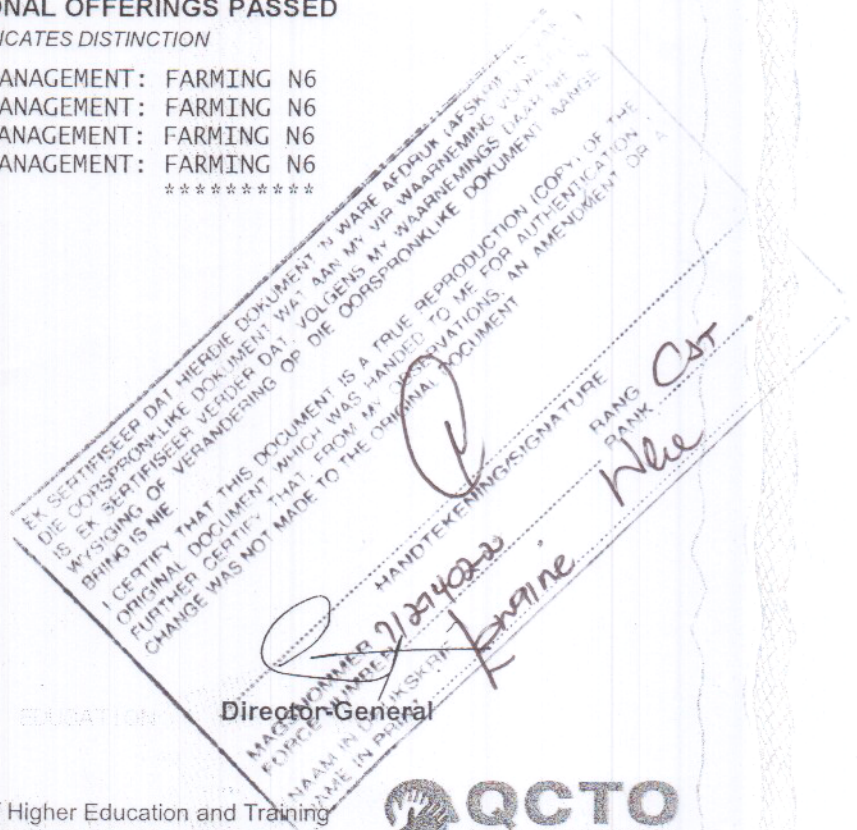 ONAL OFFERINGS PASSED
ICATES DISTINCTION
ANAGEMENT: FARMING N6
ANAGEMENT: FARMING N6
ANAGEMENT: FARMING N6
ANAGEMENT: FARMING N6
**********
EK SERTIFISEER DAT HIERDIE DOKUMENT 'N WARE AFDRUK (AFSKRIF) IS
DIE OORSPRONKLIKE DOKUMENT WAT AAN MY VIR WAARNEMING
IS. EK SERTIFISEER VERDER DAT, VOLGENS MY WAARNEMINGS DAAR NIE 'N
WYSIGING OF VERANDERING OP DIE OORSPRONKLIKE DOKUMENT AANGE
BRING IS NIE.
I CERTIFY THAT THIS DOCUMENT IS A TRUE REPRODUCTION (COPY) OF THE
ORIGINAL DOCUMENT WHICH WAS HANDED TO ME FOR AUTHENTICATION. I
FURTHER CERTIFY THAT, FROM MY OBSERVATIONS, AN AMENDMENT OR A
CHANGE WAS NOT MADE TO THE ORIGINAL DOCUMENT
HANDTEKENING/SIGNATURE
MAGSNOMMER
FORCE NUMBER
RANG
RANK
CST
NAAM IN DRUKSKRIF
NAME IN PRINT
EDUCATION
Director-General
Higher Education and Training
QCTO